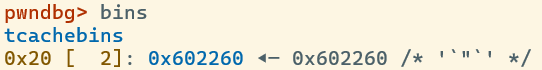 pwndbg> bins
tcachebins
0x20 [  2]: 0x602260 ◂— 0x602260 /* '`"`' */